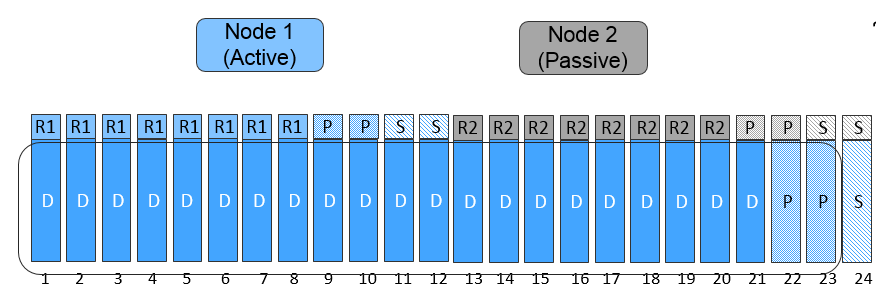 Node 1
(Active)
Node 2
(Passive)
R1 R1 R1 R1 R1 R1 R1 R1 P P S S R2 R2 R2 R2 R2 R2 R2 R2 P P S S
D D D D D D D D D D D D D D D D D D D D D P P S
1 2 3 4 5 6 7 8 9 10 11 12 13 14 15 16 17 18 19 20 21 22 23 24